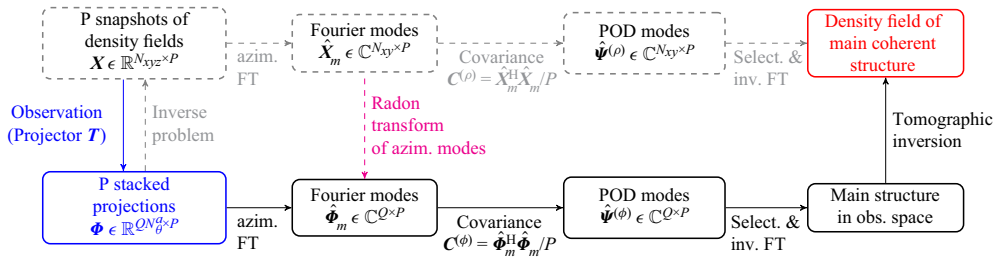 P snapshots of
density fields
X ϵ ℝ^{N_{xyz}×P}
azim.
FT
Fourier modes
X̂_m ϵ ℂ^{N_{xy}×P}
Covariance
C^{(ρ)} = X̂_m^H X̂_m/P
POD modes
Ψ̂^{(ρ)} ϵ ℂ^{N_{xy}×P}
Select. &
inv. FT
Density field of
main coherent
structure
Observation
(Projector T)
Inverse
problem
Radon
transform
of azim. modes
Tomographic
inversion
P stacked
projections
Φ ϵ ℝ^{QN_θ^a×P}
azim.
FT
Fourier modes
Φ̂_m ϵ ℂ^{Q×P}
Covariance
C^{(ϕ)} = Φ̂_m^H Φ̂_m/P
POD modes
Ψ̂^{(ϕ)} ϵ ℂ^{Q×P}
Select. &
inv. FT
Main structure
in obs. space